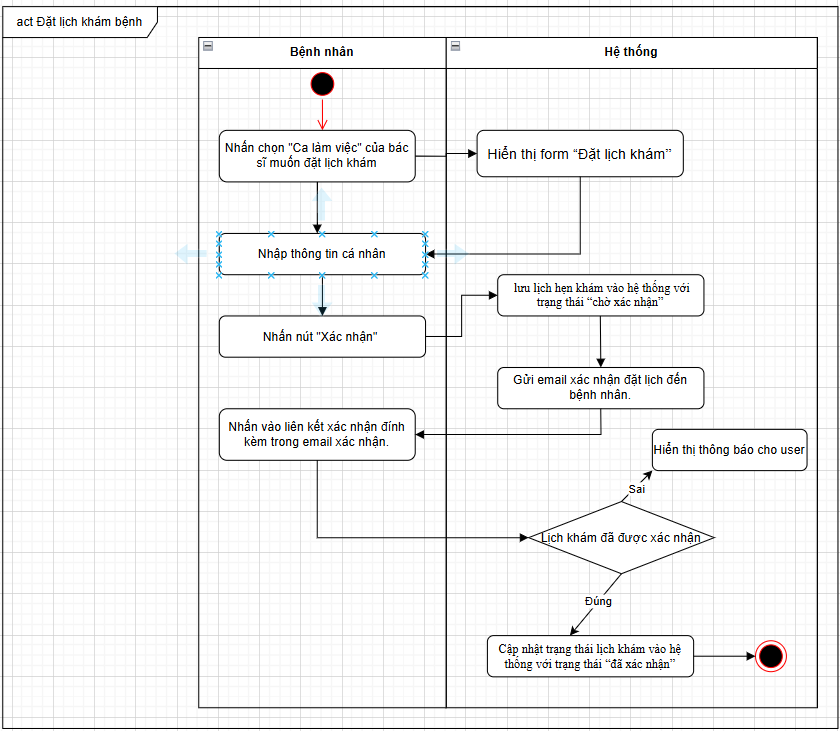 act Đặt lịch khám bệnh
Bệnh nhân
Hệ thống
Nhấn chọn "Ca làm việc" của bác
sĩ muốn đặt lịch khám
Hiển thị form “Đặt lịch khám”
Nhập thông tin cá nhân
lưu lịch hẹn khám vào hệ thống với
trạng thái “chờ xác nhận”
Nhấn nút "Xác nhận"
Gửi email xác nhận đặt lịch đến
bệnh nhân.
Nhấn vào liên kết xác nhận đính
kèm trong email xác nhận.
Hiển thị thông báo cho user
Sai
Lịch khám đã được xác nhận
Đúng
Cập nhật trạng thái lịch khám vào hệ
thống với trạng thái “đã xác nhận”